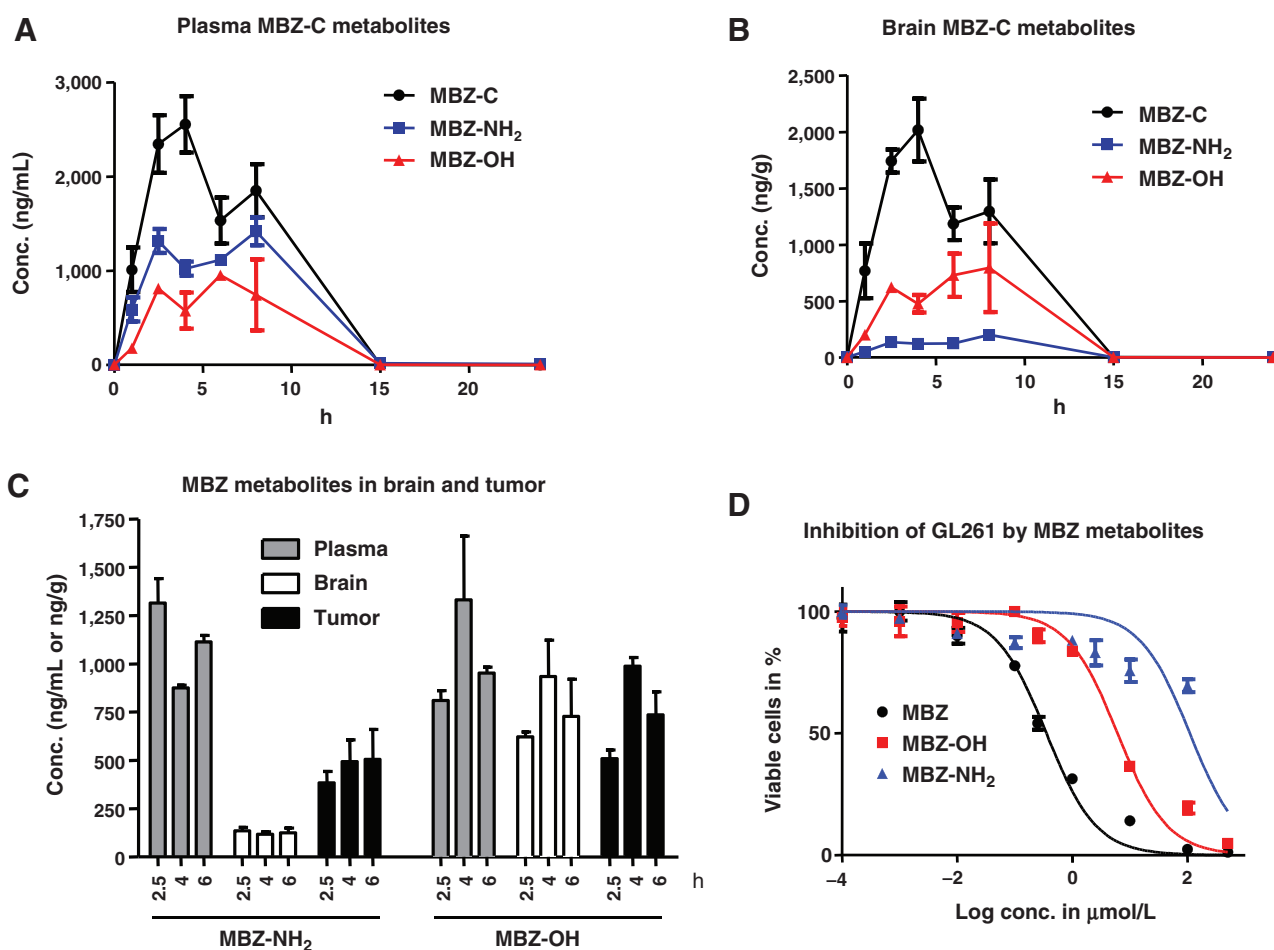 A
Plasma MBZ-C metabolites
3,000
2,000
1,000
0
Conc. (ng/mL)
0 5 10 15 20
h
MBZ-C
MBZ-NH₂
MBZ-OH
B
Brain MBZ-C metabolites
2,500
2,000
1,500
1,000
500
0
Conc. (ng/g)
0 5 10 15 20
h
MBZ-C
MBZ-NH₂
MBZ-OH
C
MBZ metabolites in brain and tumor
1,750
1,500
1,250
1,000
750
500
250
0
Conc. (ng/mL or ng/g)
Plasma
Brain
Tumor
2.5 4 6 2.5 4 6 2.5 4 6 2.5 4 6 2.5 4 6 2.5 4 6 h
MBZ-NH₂ MBZ-OH
D
Inhibition of GL261 by MBZ metabolites
100
50
0
Viable cells in %
MBZ
MBZ-OH
MBZ-NH₂
–4 –2 0 2
Log conc. in μmol/L